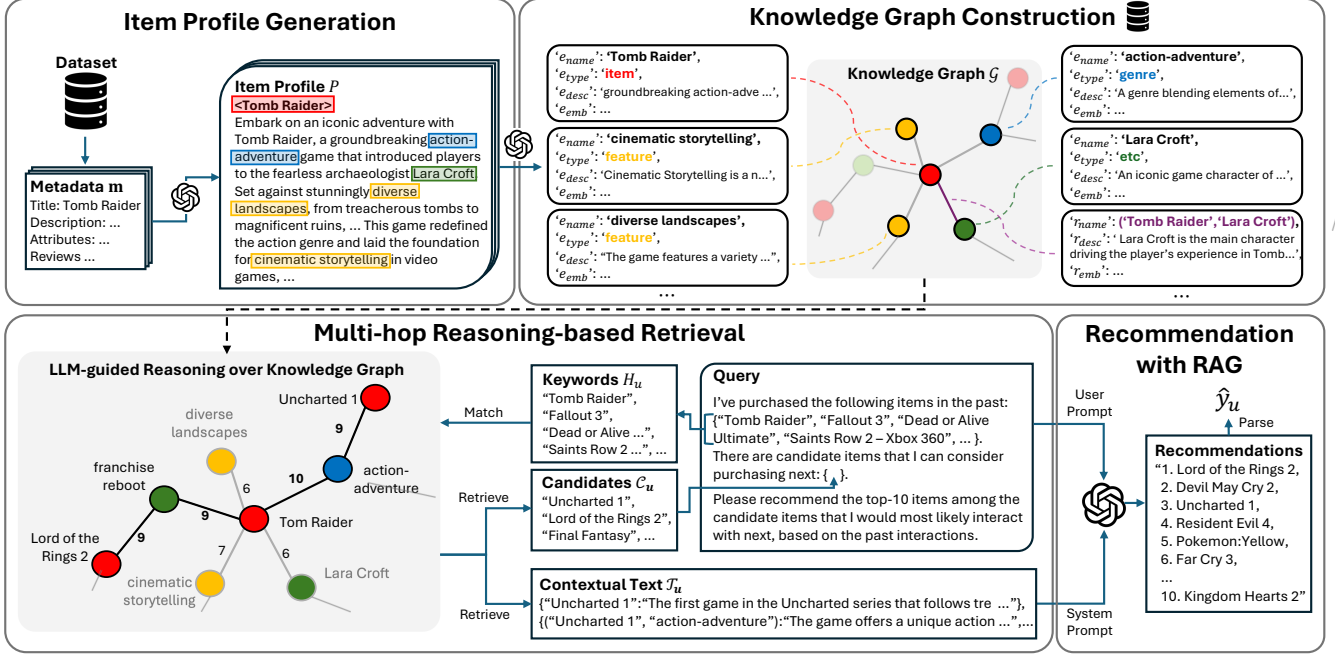 Item Profile Generation
Dataset
Metadata m
Title: Tomb Raider
Description: ...
Attributes: ...
Reviews ...
Item Profile P
<Tomb Raider>
Embark on an iconic adventure with
Tomb Raider, a groundbreaking action-
adventure game that introduced players
to the fearless archaeologist Lara Croft.
Set against stunningly diverse
landscapes, from treacherous tombs to
magnificent ruins, ... This game redefined
the action genre and laid the foundation
for cinematic storytelling in video
games, ...
Knowledge Graph Construction
‘e_name’: ‘Tomb Raider’,
‘e_type’: ‘item’,
‘e_desc’: ‘groundbreaking action-adve ...’,
‘e_emb’: ...
‘e_name’: ‘cinematic storytelling’,
‘e_type’: ‘feature’,
‘e_desc’: ‘Cinematic Storytelling is a n...’,
‘e_emb’: ...
‘e_name’: ‘diverse landscapes’,
‘e_type’: ‘feature’,
‘e_desc’: “The game features a variety ...”,
‘e_emb’: ...
...
Knowledge Graph 𝒢
‘e_name’: ‘action-adventure’,
‘e_type’: ‘genre’,
‘e_desc’: ‘A genre blending elements of...’,
‘e_emb’: ...
‘e_name’: ‘Lara Croft’,
‘e_type’: ‘etc’,
‘e_desc’: ‘An iconic game character of ...’,
‘e_emb’: ...
‘r_name’: (‘Tomb Raider’,‘Lara Croft’),
‘r_desc’: ‘ Lara Croft is the main character
driving the player’s experience in Tomb...’,
‘r_emb’: ...
...
Multi-hop Reasoning-based Retrieval
LLM-guided Reasoning over Knowledge Graph
Uncharted 1
diverse
landscapes
9
franchise
reboot
action-
adventure
6
10
9
Tom Raider
9
Lord of the
Rings 2
7
6
cinematic
storytelling
Lara Croft
Match
Retrieve
Retrieve
Keywords H_u
“Tomb Raider”,
“Fallout 3”,
“Dead or Alive ...”,
“Saints Row 2 ...”, ...
Candidates 𝒞_u
“Uncharted 1”,
“Lord of the Rings 2”,
“Final Fantasy”, ...
Query
I’ve purchased the following items in the past:
{“Tomb Raider”, “Fallout 3”, “Dead or Alive
Ultimate”, “Saints Row 2 – Xbox 360”, ... }.
There are candidate items that I can consider
purchasing next: { }.
Please recommend the top-10 items among the
candidate items that I would most likely interact
with next, based on the past interactions.
Contextual Text 𝒯_u
{“Uncharted 1”:“The first game in the Uncharted series that follows tre ...”},
{(“Uncharted 1”, “action-adventure”):“The game offers a unique action ...”,...
Recommendation
with RAG
User
Prompt
System
Prompt
ŷ_u
Parse
Recommendations
“1. Lord of the Rings 2,
2. Devil May Cry 2,
3. Uncharted 1,
4. Resident Evil 4,
5. Pokemon:Yellow,
6. Far Cry 3,
...
10. Kingdom Hearts 2”